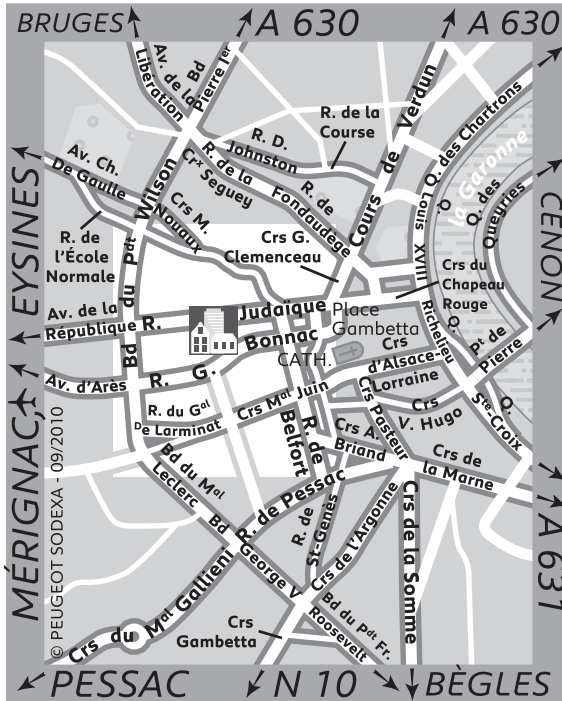 BRUGES
A 630
A 630
Av. de la
Libération
Bd
Pierre Ier
Av. Ch.
De Gaulle
R. D.
Johnston
R. de la
Course
Cours de Verdun
Q. des Chartrons
la Garonne
EYSINES
Bd du Pdt Wilson
Crx Seguey
R. de la
Fondaudège
R. de
Crs M.
Nouaux
R. de
l'École
Normale
Q. Louis XVIII
Q. des
Queuries
CENON
Crs G.
Clemenceau
Crs du
Chapeau
Rouge
Av. de la
République
R. Judaïque
Place
Gambetta
Q. Richelieu
Pt de
Pierre
R. G. Bonnac
CATH.
Crs
d'Alsace-
Lorraine
Av. d'Arès
R. du Gal
De Larminat
Crs Mal Juin
Crs Pasteur
Crs
V. Hugo
Q.
Ste-Croix
MÉRIGNAC
R. de
Belfort
Crs A.
Briand
Bd du Mal
Leclerc
R. de Pessac
Crs de
la Marne
R. de
St-Genès
Crs de l'Argonne
Crs de la Somme
A 631
Bd
George V
Crs du Mal Gallieni
Crs
Gambetta
Bd du Pdt Fr.
Roosevelt
© PEUGEOT SODEXA - 09/2010
PESSAC
N 10
BÈGLES